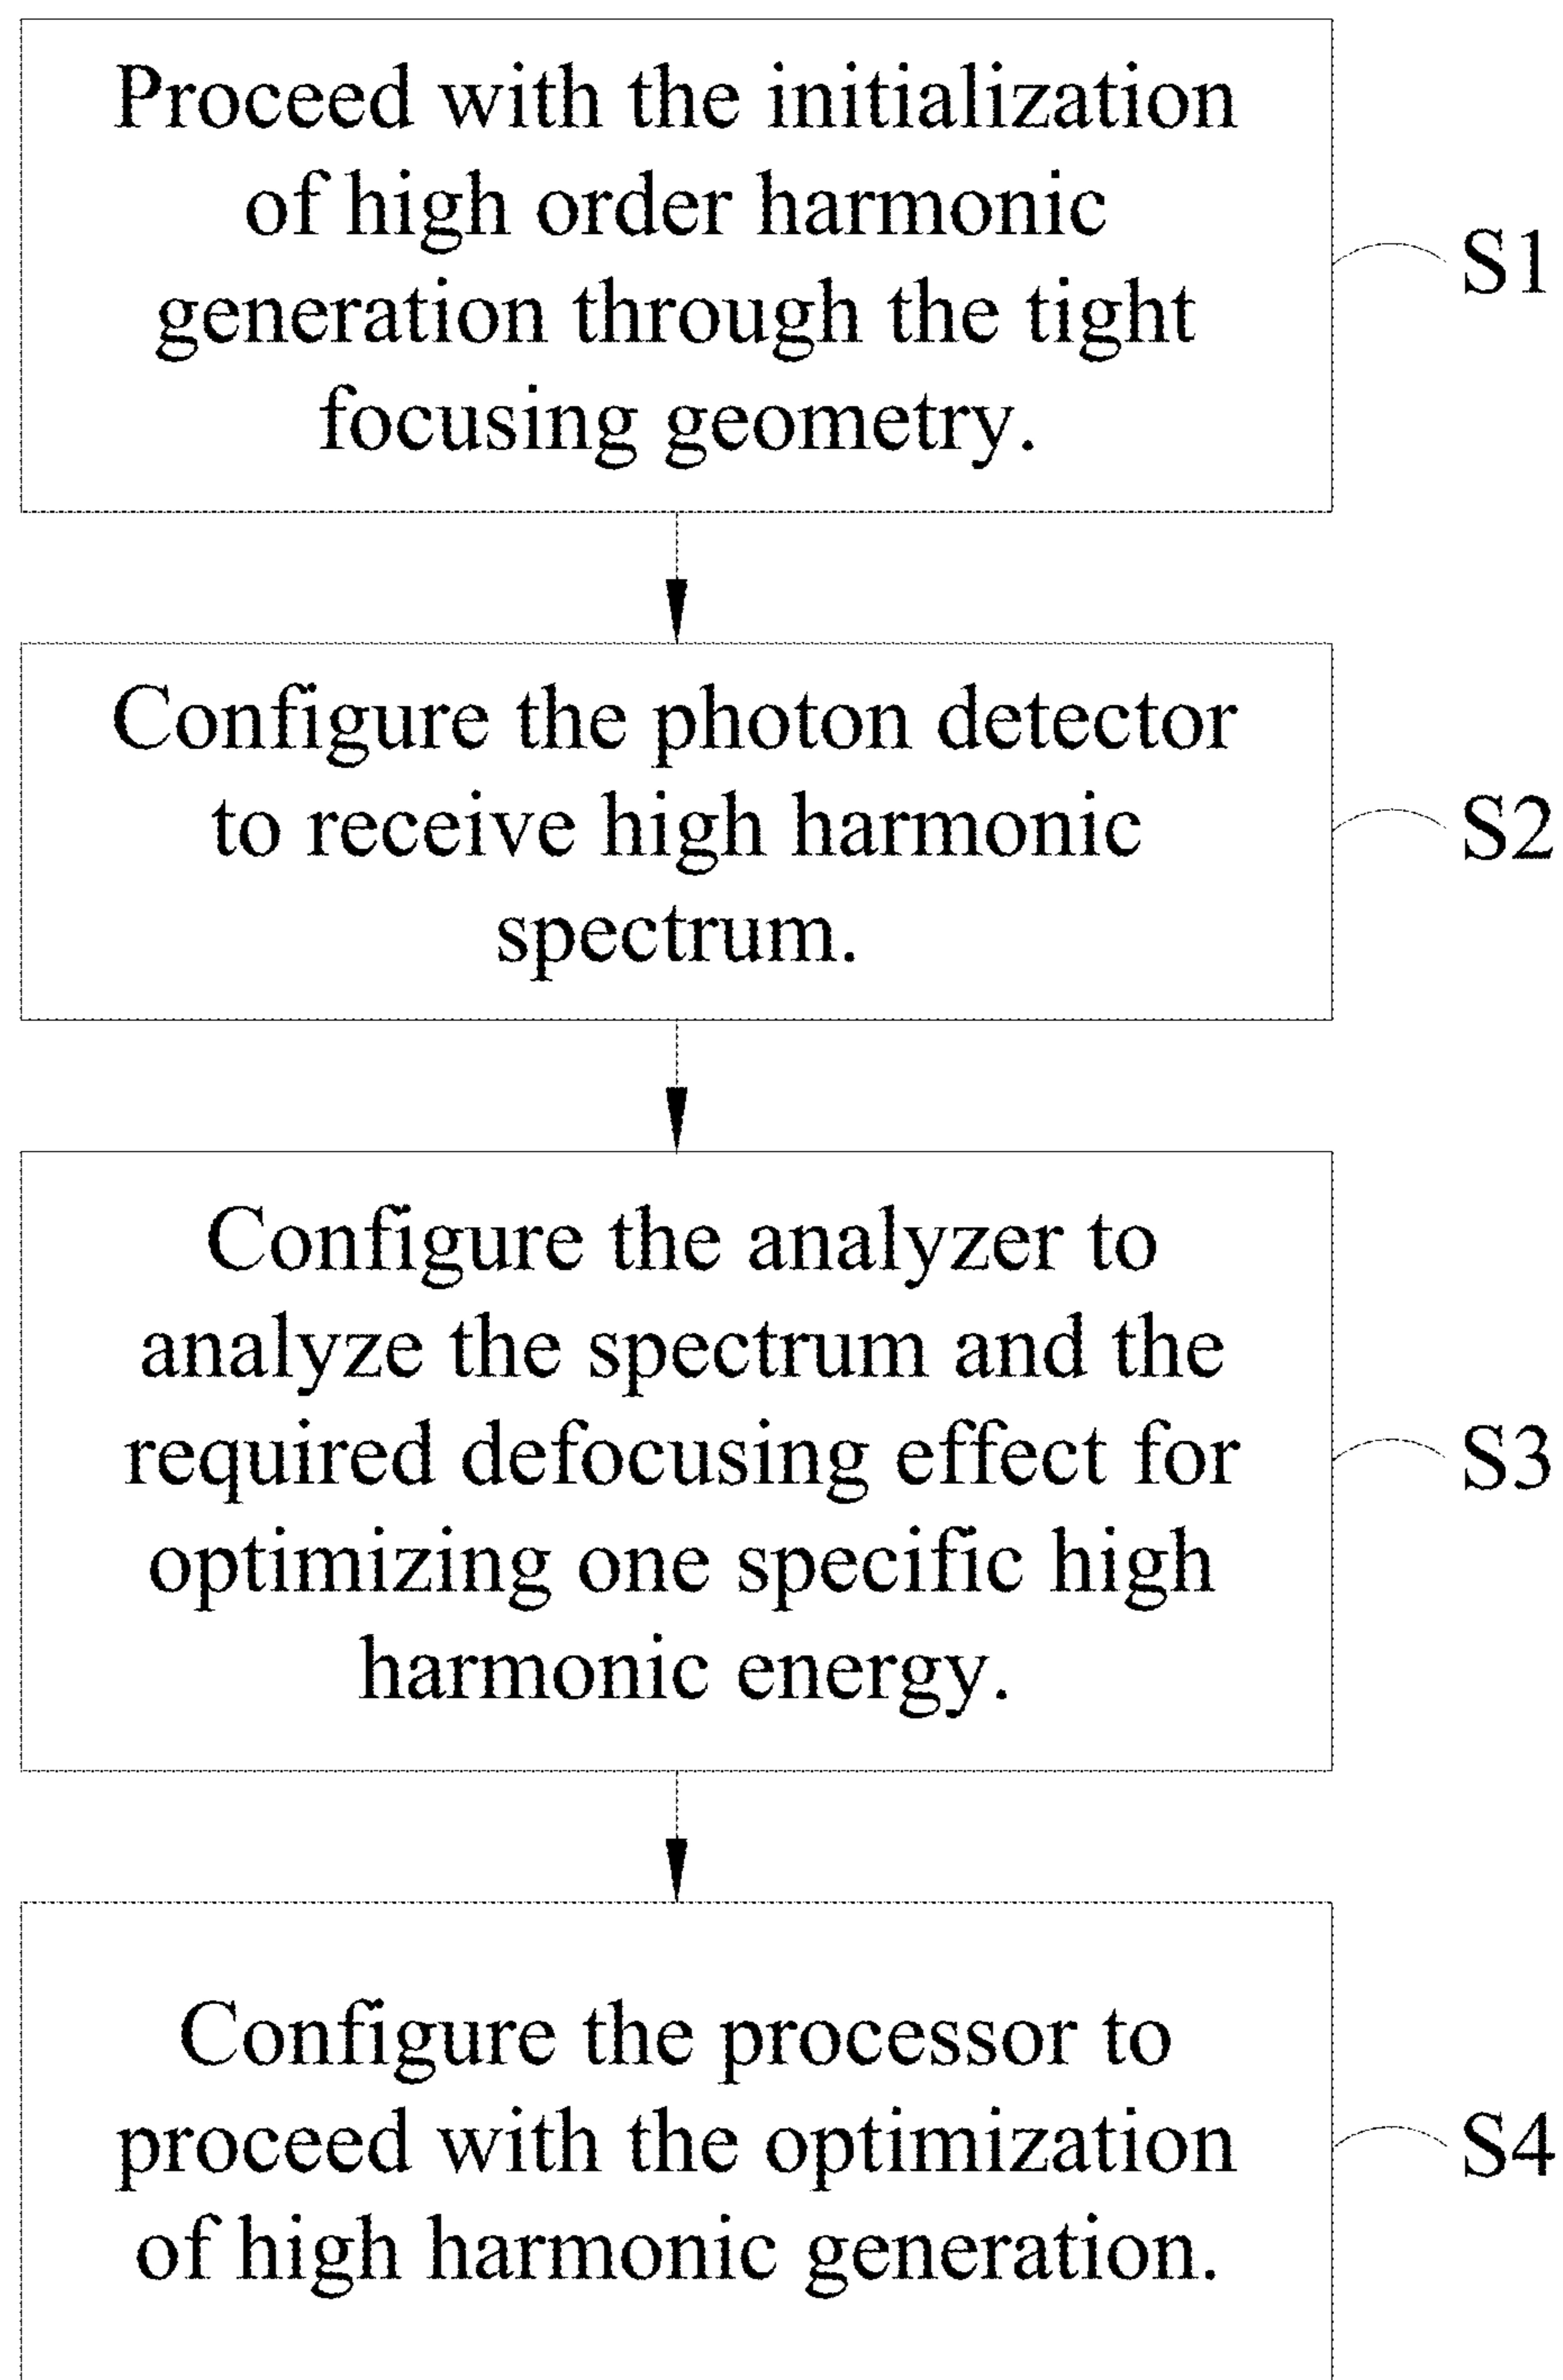 Proceed with the initialization
of high order harmonic
generation through the tight
focusing geometry.
S1
Configure the photon detector
to receive high harmonic
spectrum.
S2
Configure the analyzer to
analyze the spectrum and the
required defocusing effect for
optimizing one specific high
harmonic energy.
S3
Configure the processor to
proceed with the optimization
of high harmonic generation.
S4